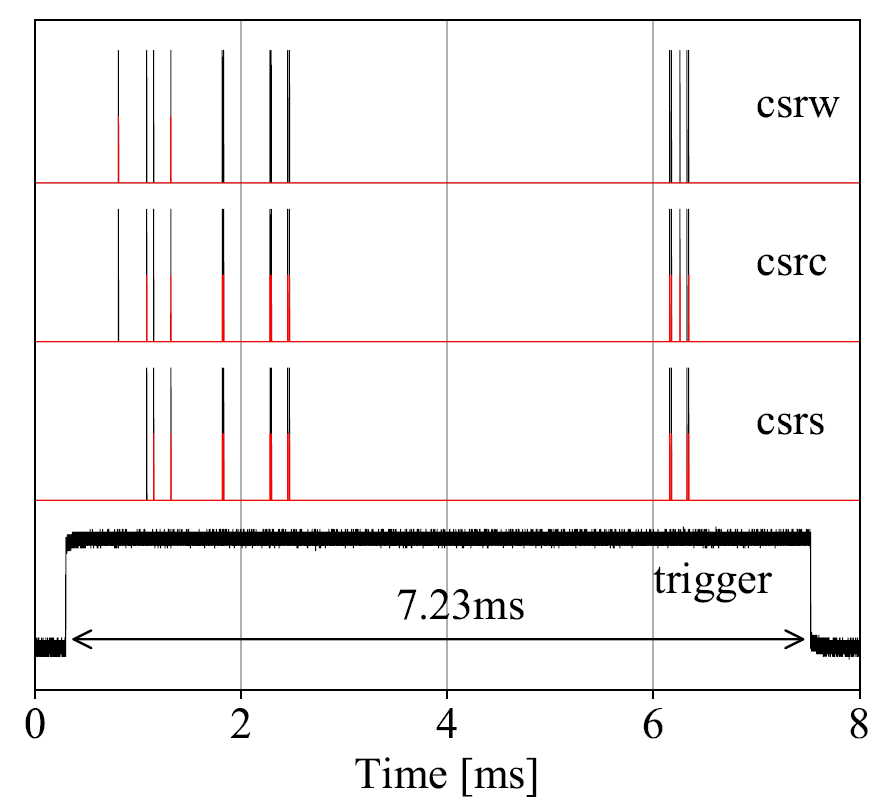 csrw
csrc
csrs
trigger
7.23ms
0 2 4 6 8
Time [ms]